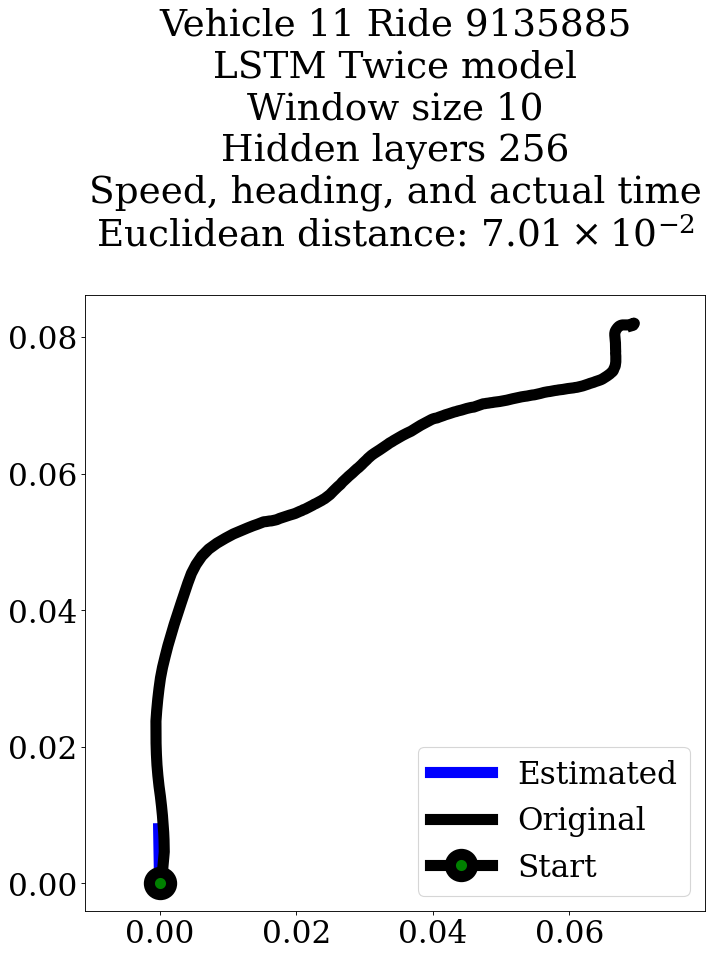 Vehicle 11 Ride 9135885
LSTM Twice model
Window size 10
Hidden layers 256
Speed, heading, and actual time
Euclidean distance: 7.01 × 10⁻²
0.08
0.06
0.04
0.02
0.00
Estimated
Original
Start
0.00 0.02 0.04 0.06